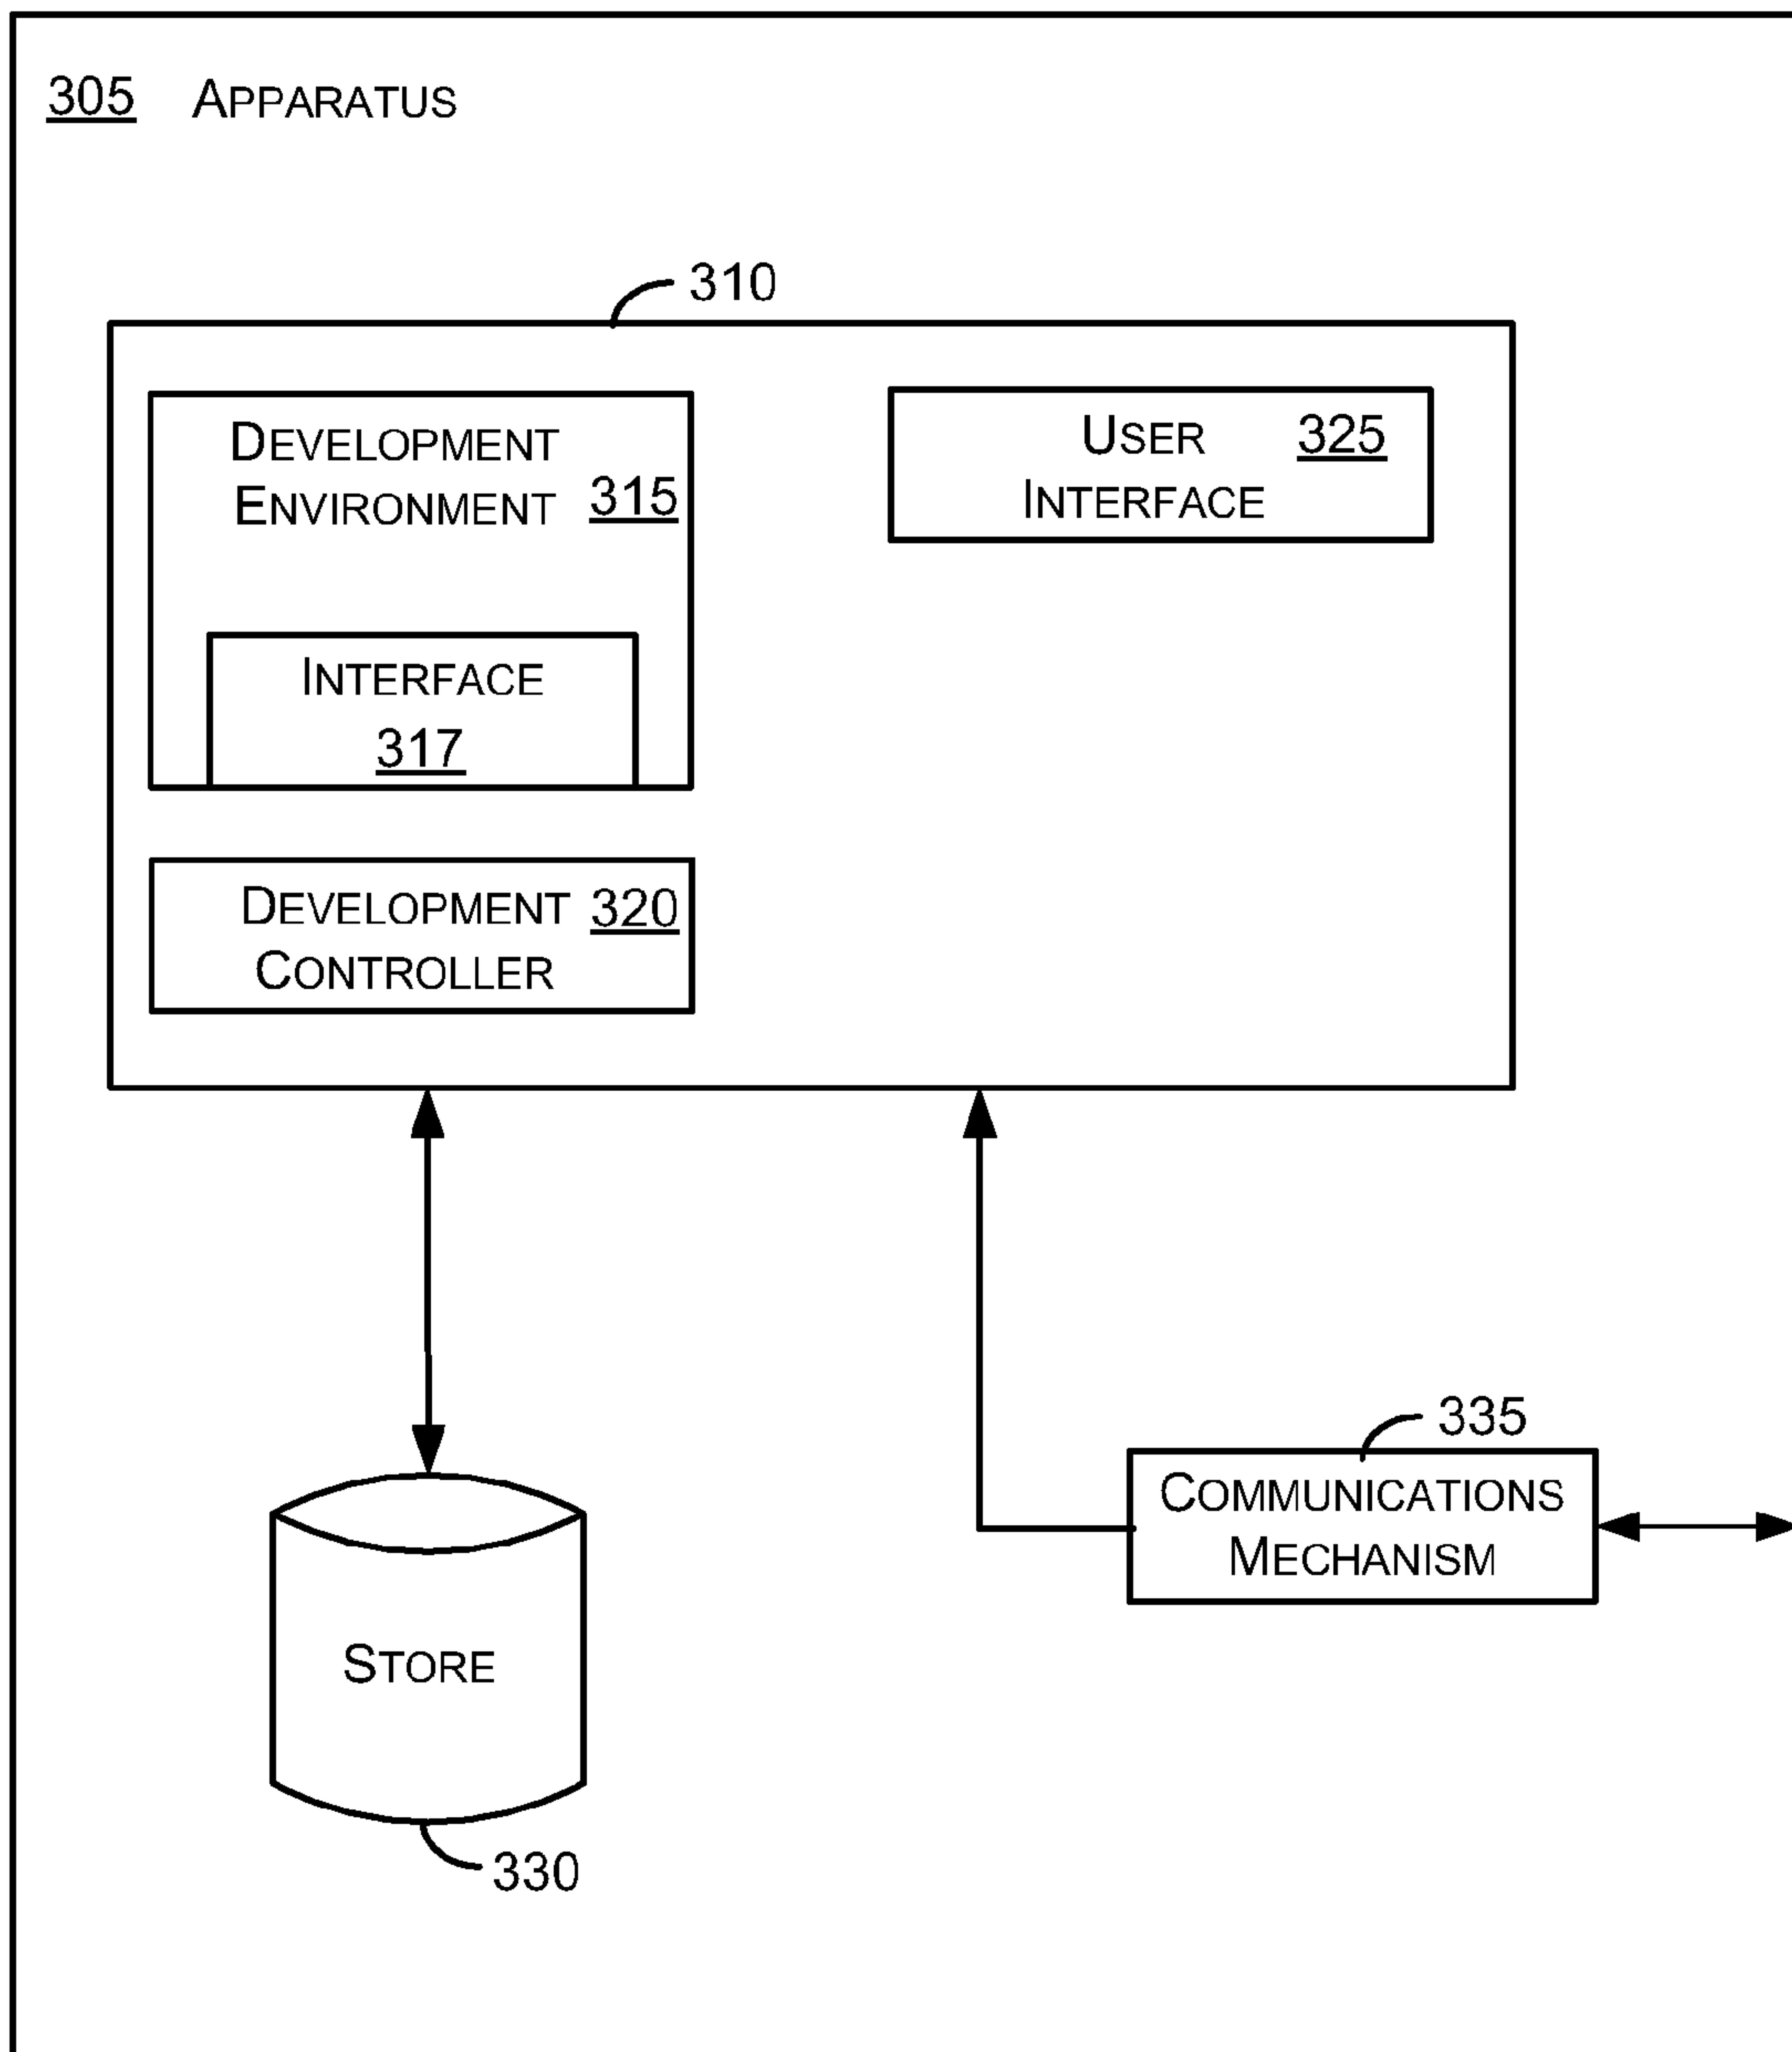 305 APPARATUS
310
DEVELOPMENT
ENVIRONMENT 315
USER 325
INTERFACE
INTERFACE
317
DEVELOPMENT 320
CONTROLLER
335
COMMUNICATIONS
MECHANISM
STORE
330